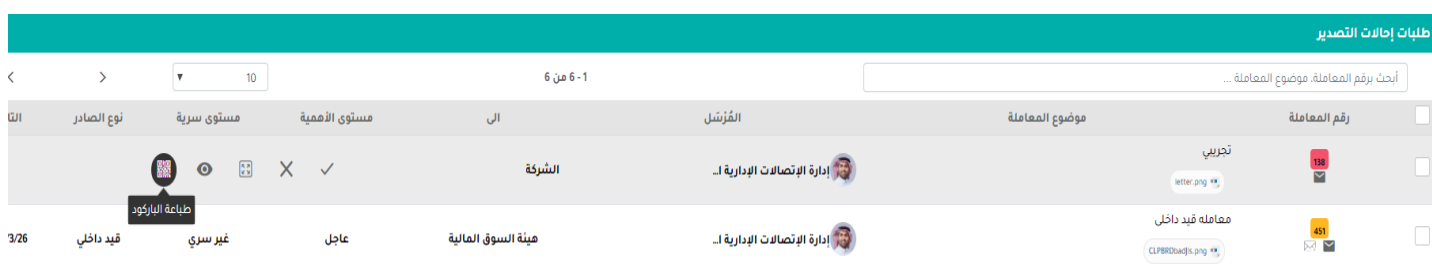 طلبات إحالات التصدير
أبحث برقم المعاملة، موضوع المعاملة ...
1 - 6 من 6
10
رقم المعاملة
موضوع المعاملة
المُرْسَل
الى
مستوى الأهمية
مستوى سرية
نوع الصادر
التا
138
تجريبي
letter.png
إدارة الإتصالات الإدارية ا...
الشركة
طباعة الباركود
451
معامله قيد داخلى
CLPBRDbadjls.png
إدارة الإتصالات الإدارية ا...
هيئة السوق المالية
عاجل
غير سري
قيد داخلي
3/26/